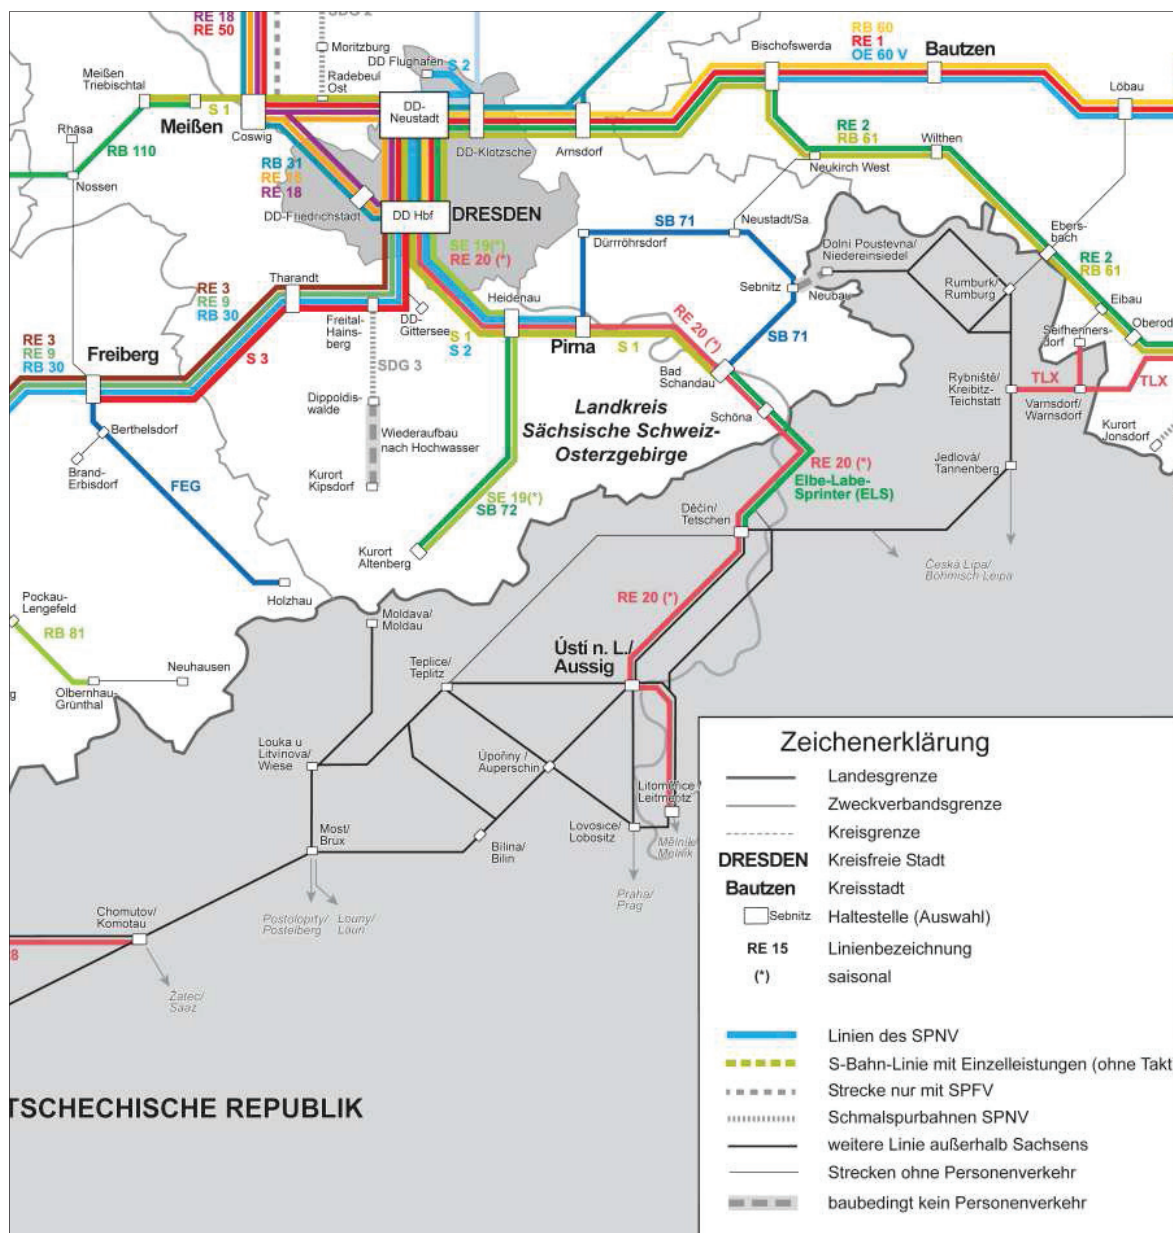 RE 18
RE 50
SDG 2
Moritzburg
Radebeul
Ost
DD Flughafen
S 2
RB 60
RE 1
OE 60 V
Bischofswerda
Bautzen
Löbau
Meißen
Triebischtal
S 1
Meißen
Coswig
DD-
Neustadt
DD-Klotzsche
Arnsdorf
Rhäsa
RB 110
Nossen
RB 31
RE 15
RE 18
DD-Friedrichstadt
DD Hbf
DRESDEN
RE 2
RB 61
Wilthen
Neukirch West
SB 71
Neustadt/Sa.
Dürrröhrsdorf
Dolni Poustevna/
Niedereinsiedel
Ebers-
bach
RE 2
RB 61
SE 19(*)
RE 20 (*)
Tharandt
Heidenau
Sebnitz
Neubau
Rumburk/
Rumburg
Eibau
RE 3
RE 9
RB 30
Freital-
Hains-
berg
DD-
Gittersee
S 1
S 2
Pirna
S 1
RE 20 (*)
SB 71
Seifhenners-
dorf
Oberod
RE 3
RE 9
RB 30
Freiberg
S 3
SDG 3
Bad
Schandau
Rybniště/
Kreibitz-
Teichstatt
TLX
Varnsdorf/
Warnsdorf
TLX
Dippoldis-
walde
Landkreis
Sächsische Schweiz-
Osterzgebirge
Schöna
Berthelsdorf
Wiederaufbau
nach Hochwasser
Kurort
Jonsdorf
Brand-
Erbisdorf
Kurort
Kipsdorf
RE 20 (*)
Elbe-Labe-
Sprinter (ELS)
Jedlová/
Tannenberg
FEG
SE 19(*)
SB 72
Děčín/
Tetschen
Kurort
Altenberg
Česká Lípa/
Böhmisch Leipa
Holzhau
Pockau-
Lengefeld
RB 81
Moldava/
Moldau
RE 20 (*)
Ústí n. L./
Aussig
Teplice/
Teplitz
Neuhausen
g
Olbernhau-
Grünthal
Louka u
Litvínova/
Wiese
Úpořiny /
Auperschin
Litoměřice /
Leitmeritz
Most/
Brux
Bilina/
Bilin
Lovosice/
Lobositz
Mělník/
Melnik
Praha/
Prag
Chomutov/
Komotau
Postoloprty/
Postelberg
Louny/
Laun
8
Žatec/
Saaz
TSCHECHISCHE REPUBLIK
Zeichenerklärung
Landesgrenze
Zweckverbandsgrenze
Kreisgrenze
DRESDEN Kreisfreie Stadt
Bautzen Kreisstadt
Sebnitz Haltestelle (Auswahl)
RE 15 Linienbezeichnung
(*) saisonal
Linien des SPNV
S-Bahn-Linie mit Einzelleistungen (ohne Takt
Strecke nur mit SPFV
Schmalspurbahnen SPNV
weitere Linie außerhalb Sachsens
Strecken ohne Personenverkehr
baubedingt kein Personenverkehr